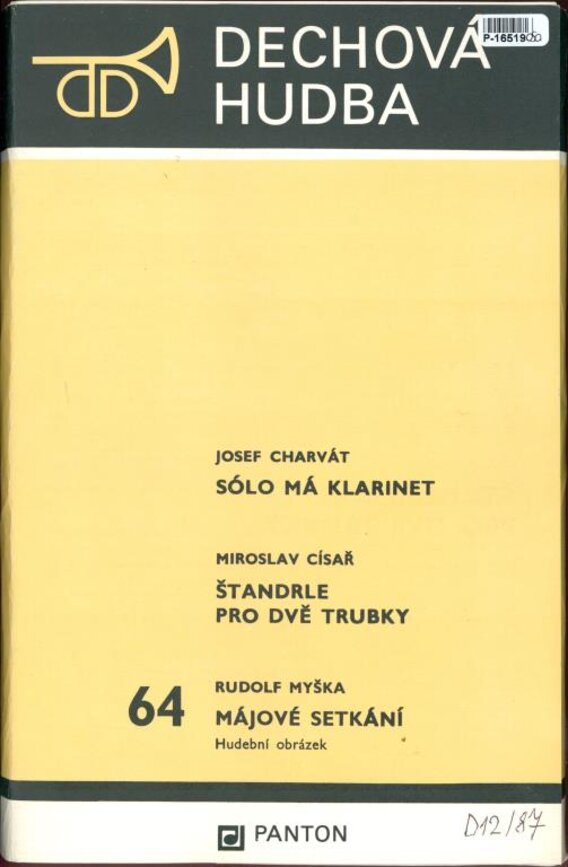 DECHOVÁ
HUDBA
JOSEF CHARVÁT
SÓLO MÁ KLARINET
MIROSLAV CÍSAŘ
ŠTANDRLE
PRO DVĚ TRUBKY
64
RUDOLF MYŠKA
MÁJOVÉ SETKÁNÍ
Hudební obrázek
PANTON
D12/87